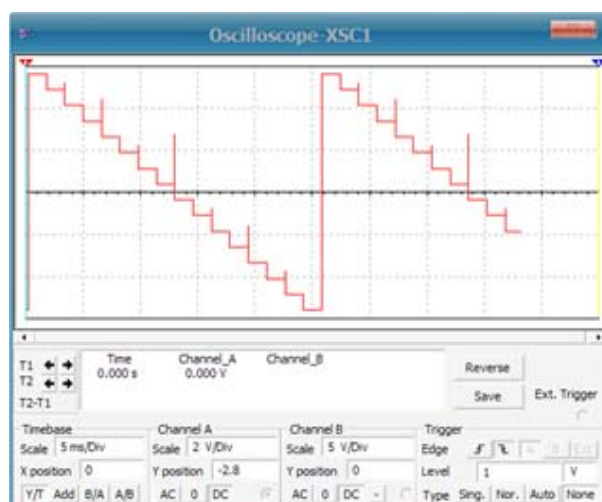 Oscilloscope-XSC1
Time Channel_A Channel_B
T1 0.000 s 0.000 V
T2
T2-T1
Reverse
Save
Ext. Trigger
Timebase Channel A Channel B Trigger
Scale 5 ms/Div Scale 2 V/Div Scale 5 V/Div Edge A B Ext
X position 0 Y position -2.8 Y position 0 Level 1 V
Y/T Add B/A A/B AC 0 DC AC 0 DC - Type Sing. Nor. Auto None